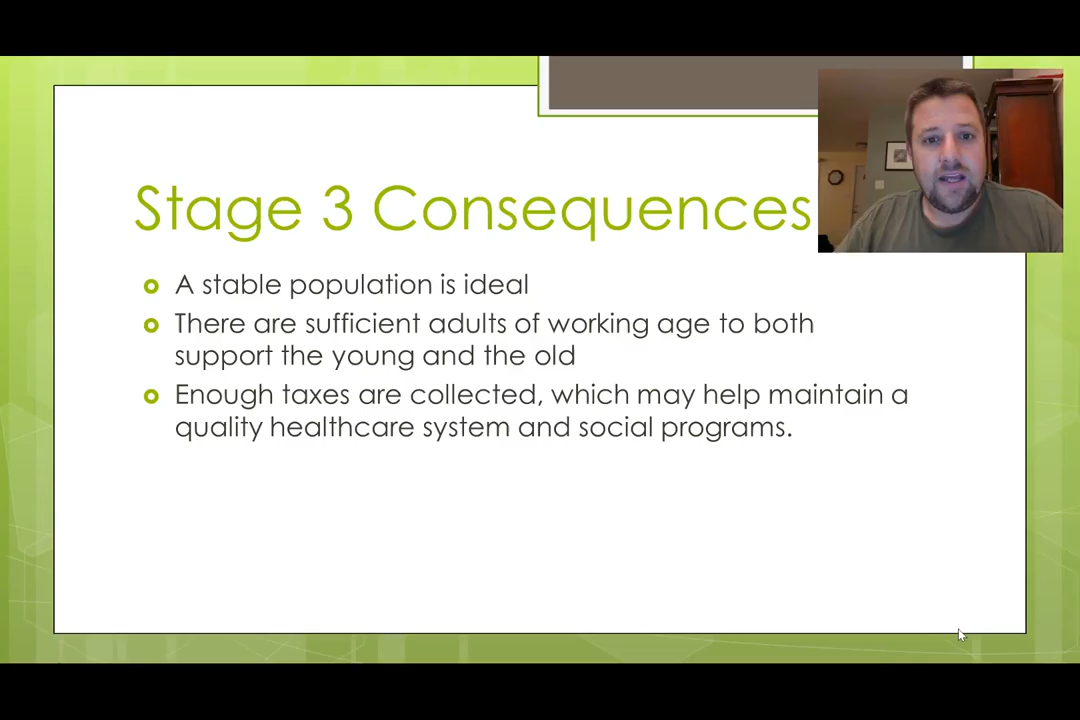 Stage 3 Consequences
A stable population is ideal
There are sufficient adults of working age to both
support the young and the old
Enough taxes are collected, which may help maintain a
quality healthcare system and social programs.